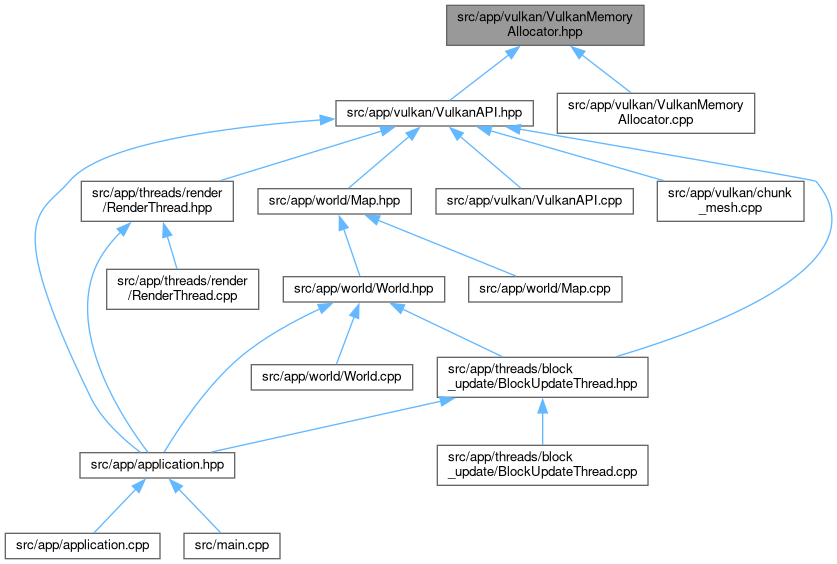 src/app/vulkan/VulkanMemory
Allocator.hpp
src/app/vulkan/VulkanAPI.hpp
src/app/vulkan/VulkanMemory
Allocator.cpp
src/app/threads/render
/RenderThread.hpp
src/app/world/Map.hpp
src/app/vulkan/VulkanAPI.cpp
src/app/vulkan/chunk
_mesh.cpp
src/app/threads/render
/RenderThread.cpp
src/app/world/World.hpp
src/app/world/Map.cpp
src/app/world/World.cpp
src/app/threads/block
_update/BlockUpdateThread.hpp
src/app/application.hpp
src/app/threads/block
_update/BlockUpdateThread.cpp
src/app/application.cpp
src/main.cpp